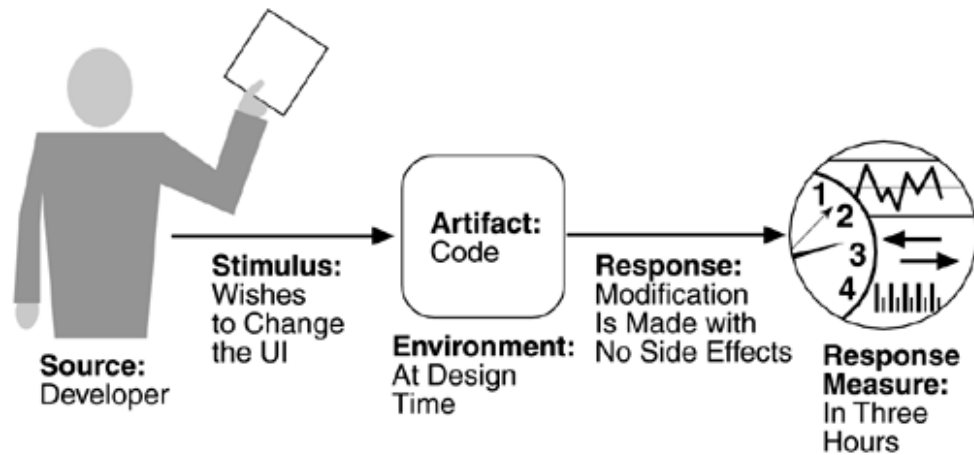 Source:
Developer
Stimulus:
Wishes
to Change
the UI
Artifact:
Code
Environment:
At Design
Time
Response:
Modification
Is Made with
No Side Effects
1
2
3
4
Response
Measure:
In Three
Hours